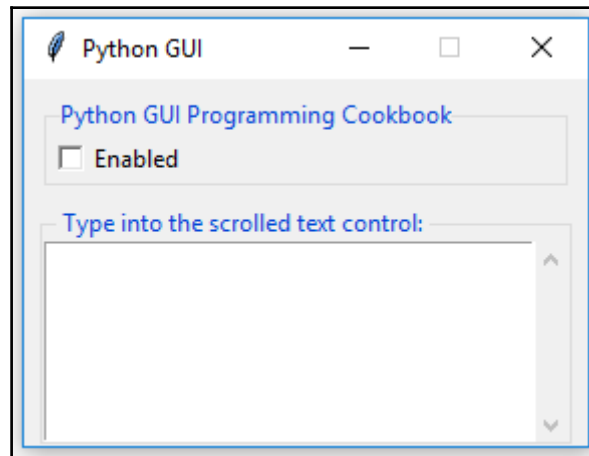 Python GUI
Python GUI Programming Cookbook
Enabled
Type into the scrolled text control: